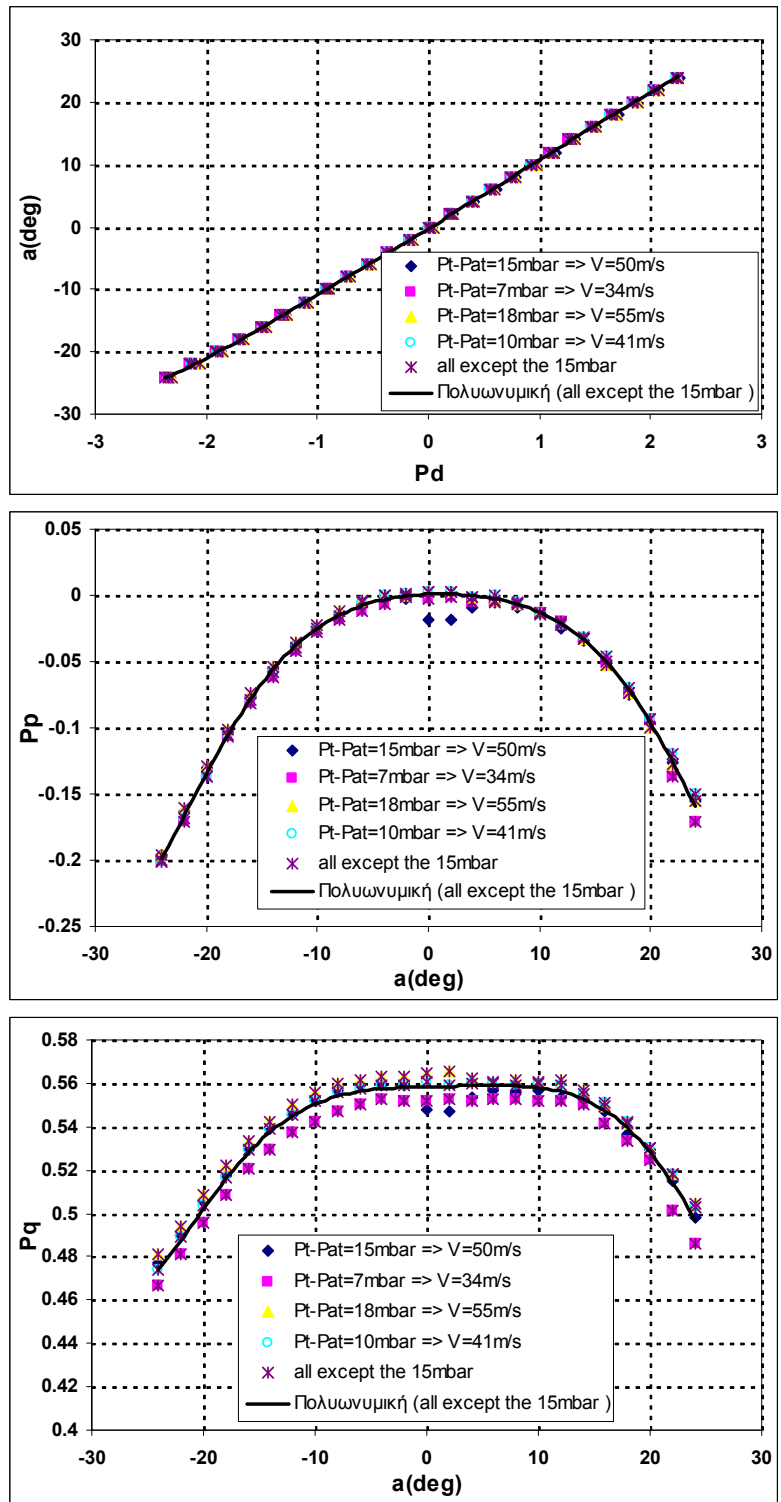 30
20
10
0
-10
-20
-30
a(deg)
Pt-Pat=15mbar => V=50m/s
Pt-Pat=7mbar => V=34m/s
Pt-Pat=18mbar => V=55m/s
Pt-Pat=10mbar => V=41m/s
all except the 15mbar
Πολυωνυμική (all except the 15mbar )
-3 -2 -1 0 1 2 3
Pd
0.05
0
-0.05
-0.1
-0.15
-0.2
-0.25
Pp
Pt-Pat=15mbar => V=50m/s
Pt-Pat=7mbar => V=34m/s
Pt-Pat=18mbar => V=55m/s
Pt-Pat=10mbar => V=41m/s
all except the 15mbar
Πολυωνυμική (all except the 15mbar )
-30 -20 -10 0 10 20 30
a(deg)
0.58
0.56
0.54
0.52
0.5
0.48
0.46
0.44
0.42
0.4
Pq
Pt-Pat=15mbar => V=50m/s
Pt-Pat=7mbar => V=34m/s
Pt-Pat=18mbar => V=55m/s
Pt-Pat=10mbar => V=41m/s
all except the 15mbar
Πολυωνυμική (all except the 15mbar )
-30 -20 -10 0 10 20 30
a(deg)